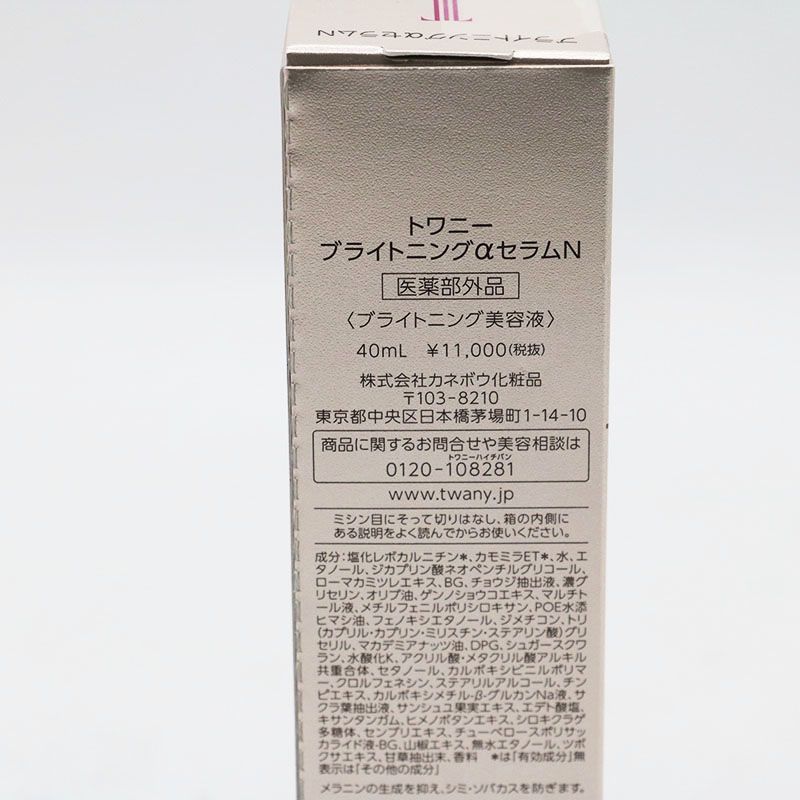 ブライトニングαセラムN
トワニー
ブライトニングαセラムN
医薬部外品
〈ブライトニング美容液〉
40mL ¥11,000(税抜)
株式会社カネボウ化粧品
〒103-8210
東京都中央区日本橋茅場町1-14-10
商品に関するお問合せや美容相談は
トワニーハイチバン
0120-108281
www.twany.jp
ミシン目にそって切りはなし、箱の内側に
ある説明をよく読んでからお使いください。
成分:塩化レボカルニチン*、カモミラET*、水、エ
タノール、ジカプリン酸ネオペンチルグリコール、
ローマカミツレエキス、BG、チョウジ抽出液、濃グ
リセリン、オリブ油、ゲンノショウコエキス、マルチト
ール液、メチルフェニルポリシロキサン、POE水添
ヒマシ油、フェノキシエタノール、ジメチコン、トリ
(カプリル・カプリン・ミリスチン・ステアリン酸)グリ
セリル、マカデミアナッツ油、DPG、シュガースクワ
ラン、水酸化K、アクリル酸・メタクリル酸アルキル
共重合体、セタノール、カルボキシビニルポリマ
ー、クロルフェネシン、ステアリルアルコール、チン
ピエキス、カルボキシメチル-β-グルカンNa液、サ
クラ葉抽出液、サンシュユ果実エキス、エデト酸塩、
キサンタンガム、ヒメノボタンエキス、シロキクラゲ
多糖体、センブリエキス、チューベローズポリサッ
カライド液-BG、山椒エキス、無水エタノール、ツボ
クサエキス、甘草抽出末、香料 *は「有効成分」無
表示は「その他の成分」
メラニンの生成を抑え、シミ・ソバカスを防ぎます。